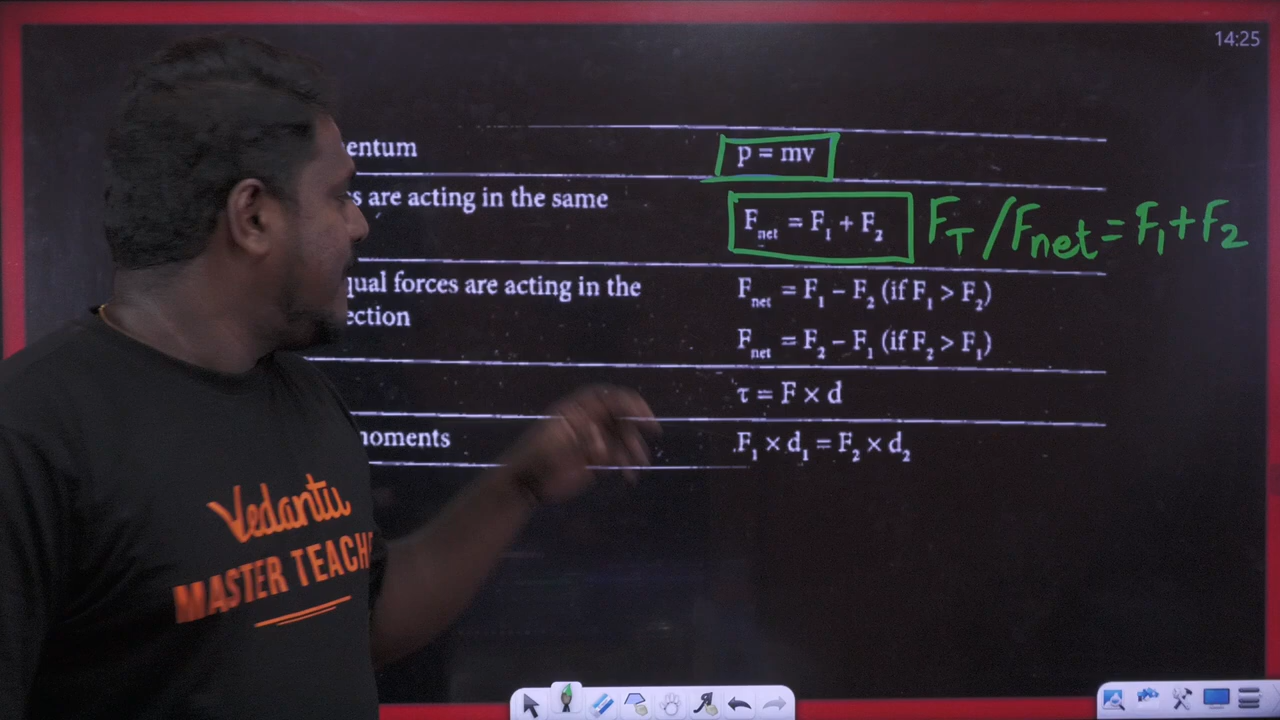 14:25
entum p = mv
s are acting in the same
F_net = F_1 + F_2 F_T / F_net = F_1 + F_2
qual forces are acting in the F_net = F_1 − F_2 (if F_1 > F_2)
ection
F_net = F_2 − F_1 (if F_2 > F_1)
τ = F × d
moments F_1 × d_1 = F_2 × d_2
Vedantu
MASTER TEACH